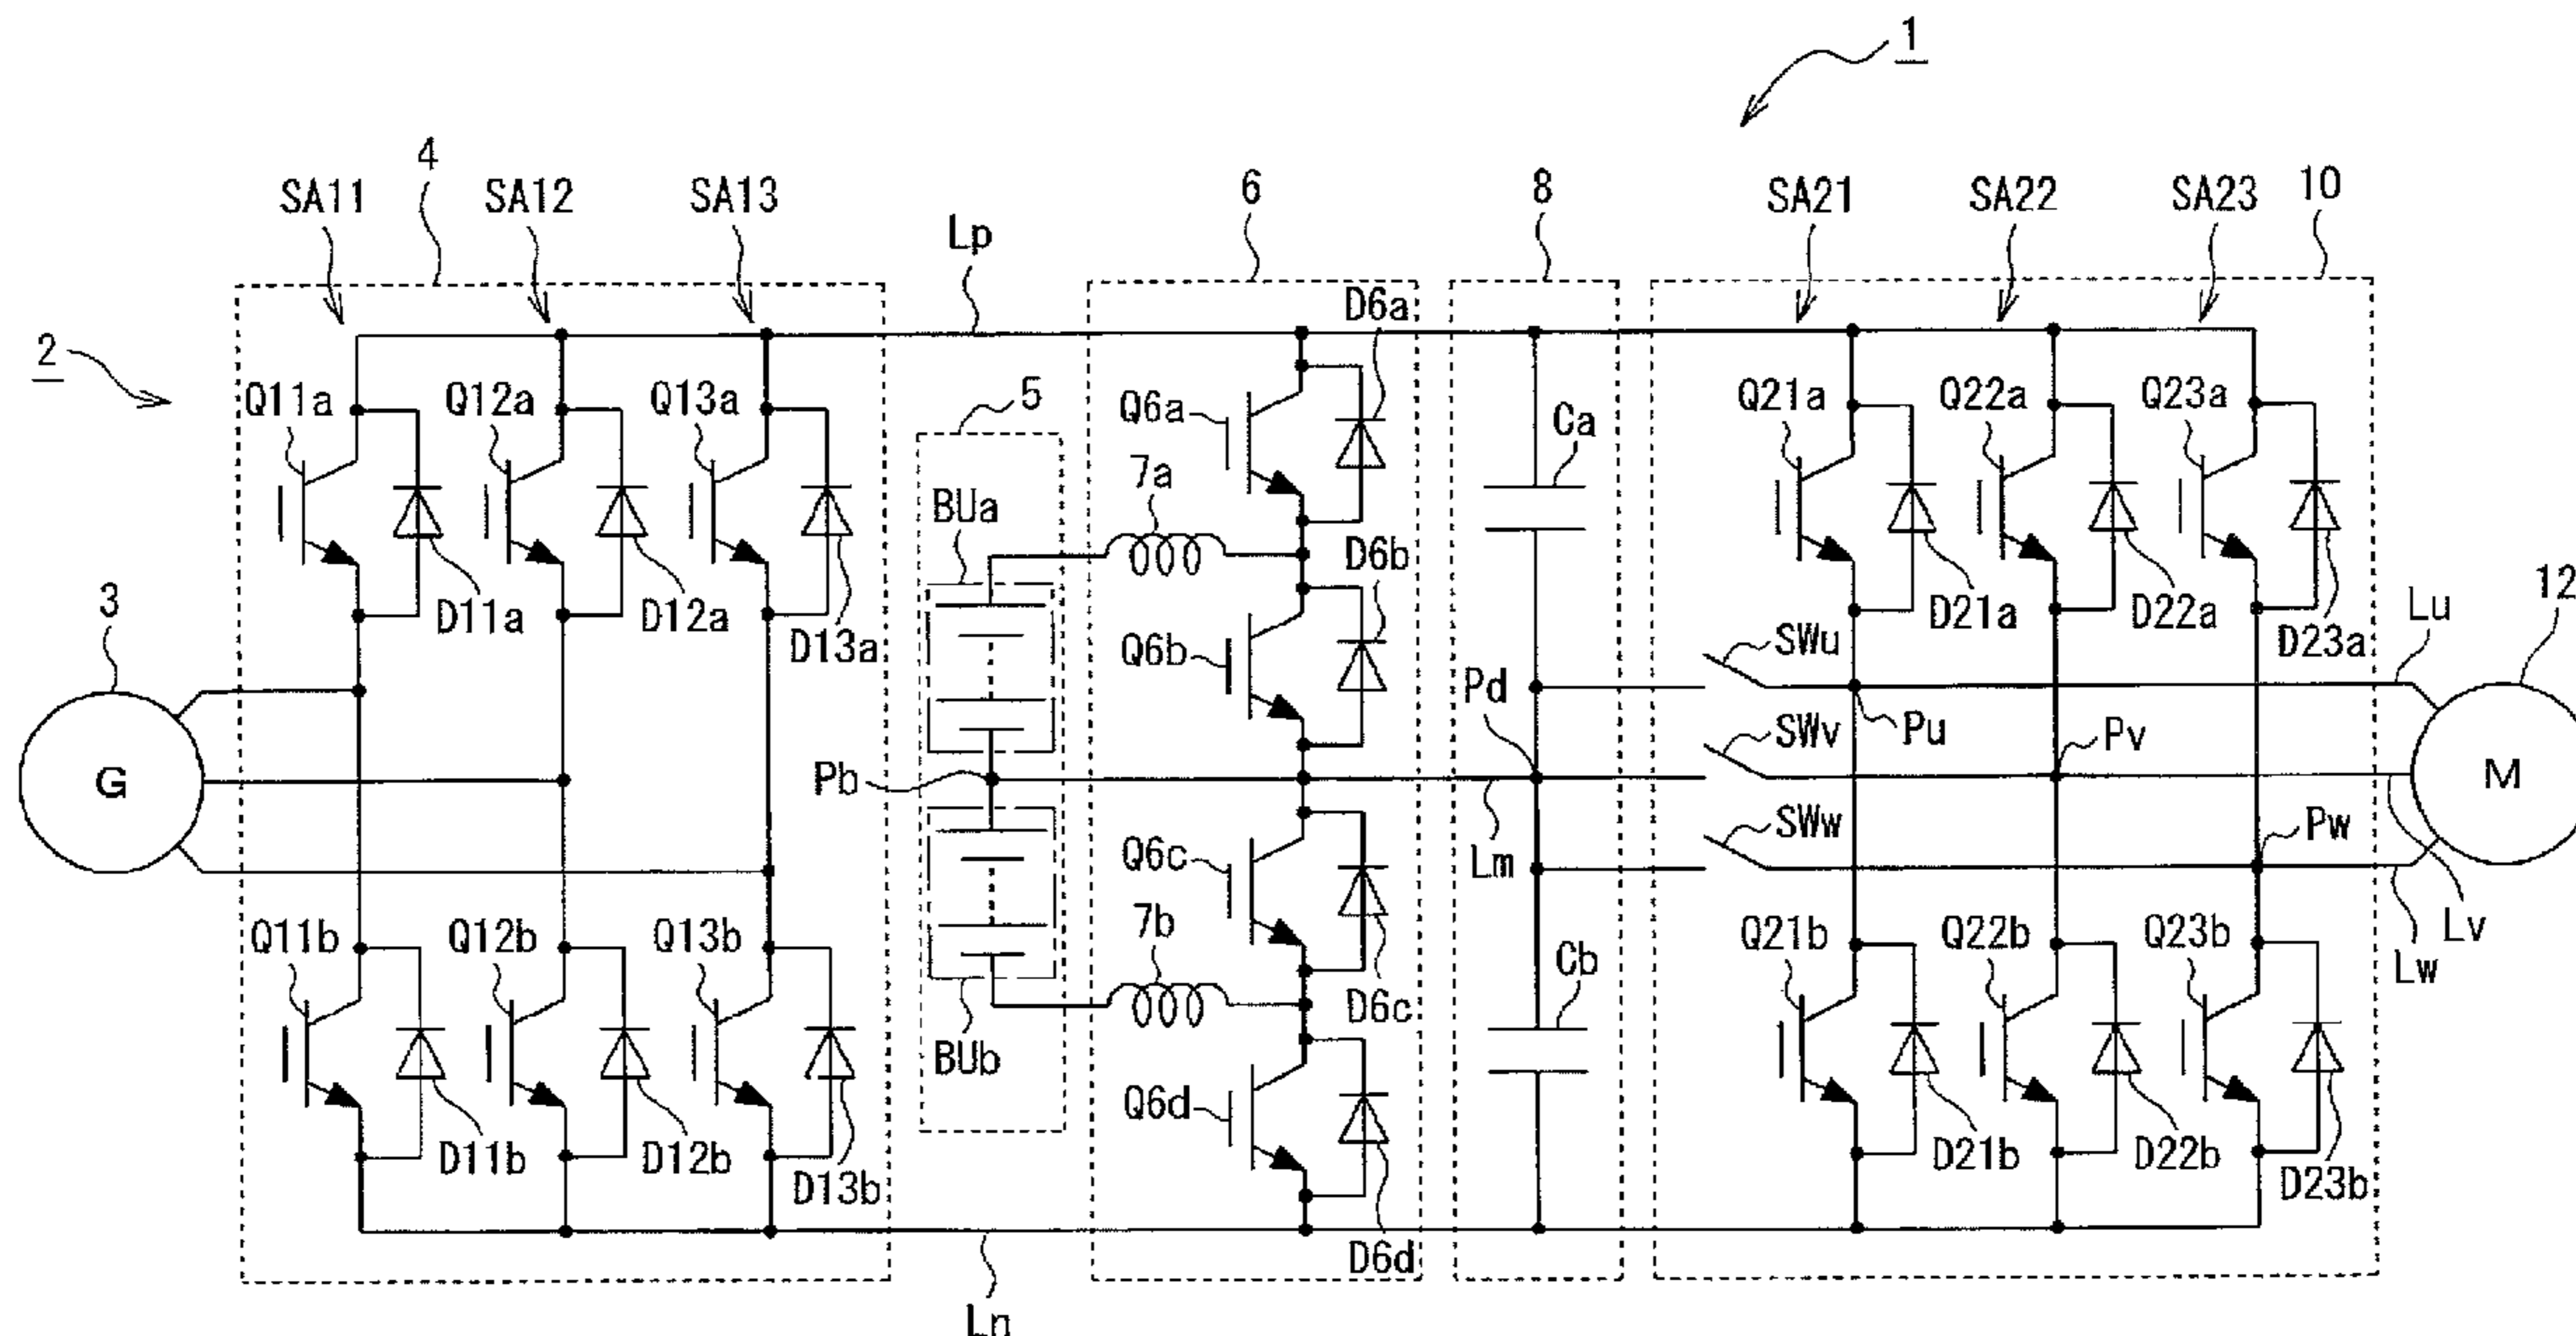 1
4
SA11
SA12
SA13
Lp
6
8
SA21
SA22
SA23
10
2
D6a
Q11a
Q12a
Q13a
5
Q6a
Ca
Q21a
Q22a
Q23a
BUa
7a
D6b
3
D11a
D12a
D13a
Q6b
SWu
D21a
D22a
D23a
Lu
12
Pd
Pu
SWv
Pv
G
Pb
M
Lm
SWw
Pw
Q11b
Q12b
Q13b
Q6c
7b
D6c
Cb
Q21b
Q22b
Q23b
Lv
Lw
BUb
Q6d
D11b
D12b
D13b
D21b
D22b
D23b
D6d
Ln